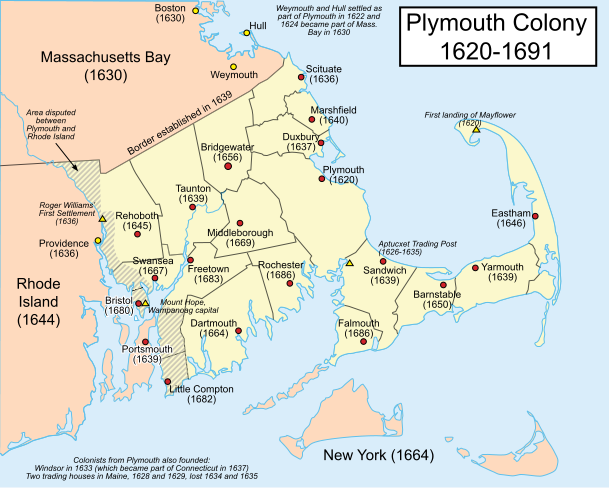 Plymouth Colony
1620-1691
Boston
(1630)
Hull
Weymouth and Hull settled as
part of Plymouth in 1622 and
1624 became part of Mass.
Bay in 1630
Massachusetts Bay
(1630)
Weymouth
Scituate
(1636)
Border established in 1639
Area disputed
between
Plymouth and
Rhode Island
Marshfield
(1640)
Duxbury
(1637)
First landing of Mayflower
(1620)
Bridgewater
(1656)
Plymouth
(1620)
Taunton
(1639)
Roger Williams
First Settlement
(1636)
Rehoboth
(1645)
Eastham
(1646)
Middleborough
(1669)
Providence
(1636)
Aptucxet Trading Post
(1626-1635)
Swansea
(1667)
Freetown
(1683)
Rochester
(1686)
Sandwich
(1639)
Yarmouth
(1639)
Rhode
Island
(1644)
Bristol
(1680)
Mount Hope,
Wampanoag capital
Barnstable
(1650)
Dartmouth
(1664)
Falmouth
(1686)
Portsmouth
(1639)
Little Compton
(1682)
New York (1664)
Colonists from Plymouth also founded:
Windsor in 1633 (which became part of Connecticut in 1637)
Two trading houses in Maine, 1628 and 1629, lost 1634 and 1635